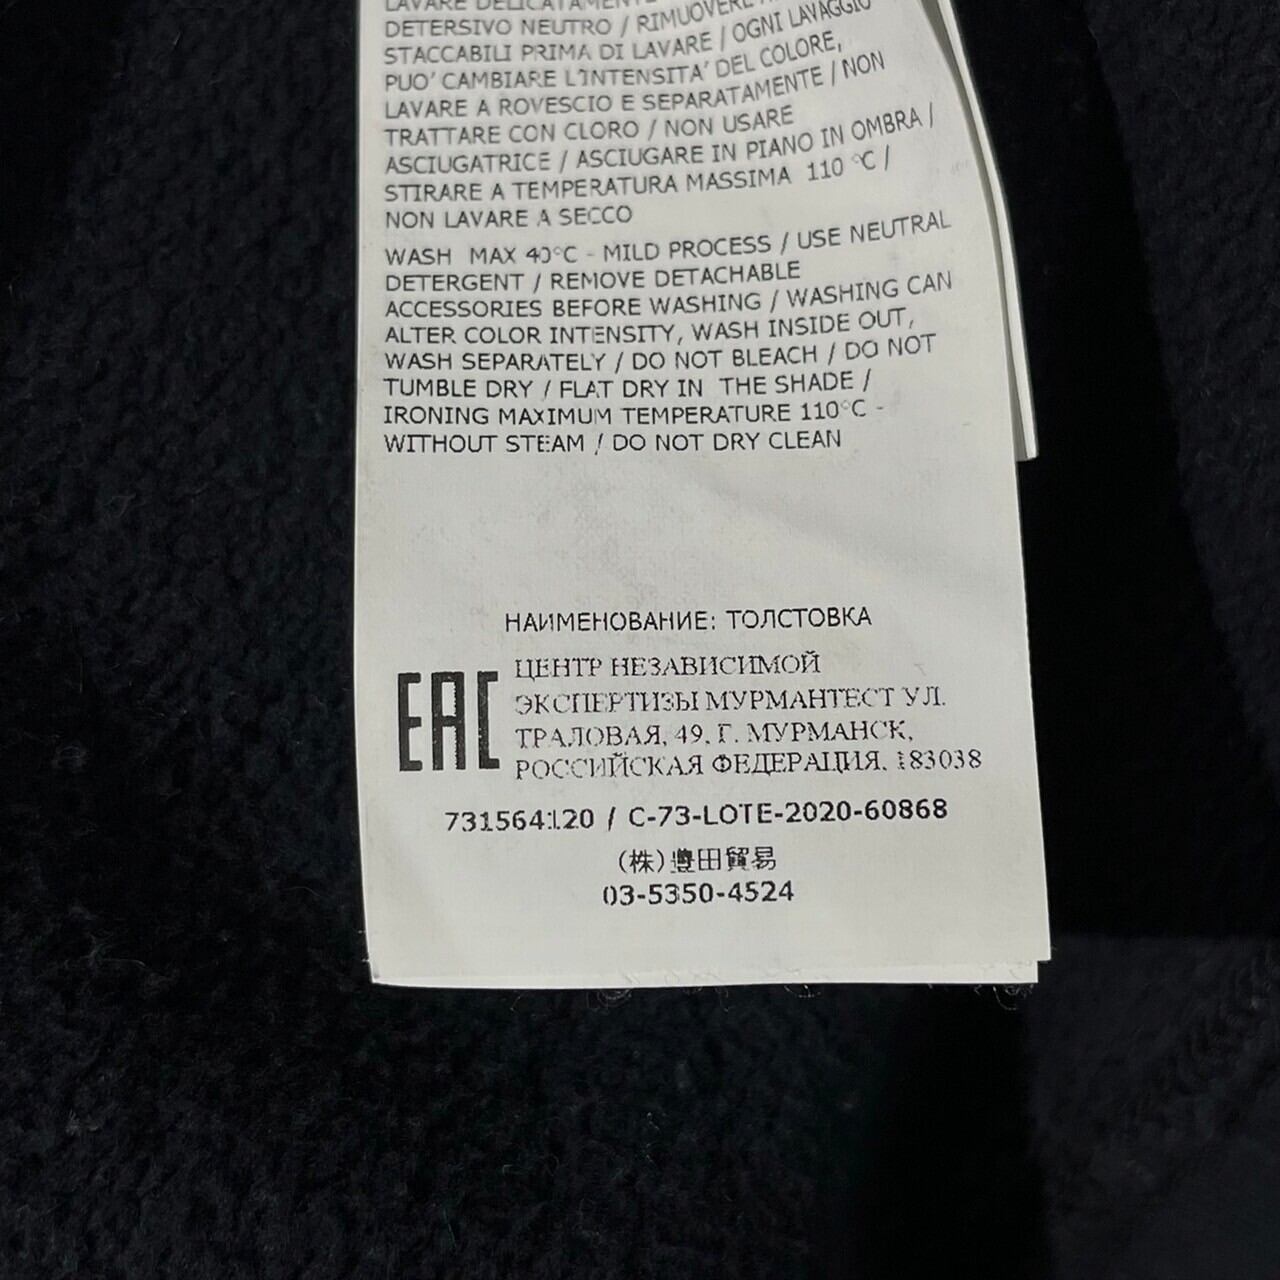 LAVARE DELICATAMENTE
DETERSIVO NEUTRO / RIMUOVERE
STACCABILI PRIMA DI LAVARE / OGNI LAVAGGIO
PUO' CAMBIARE L'INTENSITA' DEL COLORE,
LAVARE A ROVESCIO E SEPARATAMENTE / NON
TRATTARE CON CLORO / NON USARE
ASCIUGATRICE / ASCIUGARE IN PIANO IN OMBRA /
STIRARE A TEMPERATURA MASSIMA 110 °C /
NON LAVARE A SECCO
WASH MAX 40°C - MILD PROCESS / USE NEUTRAL
DETERGENT / REMOVE DETACHABLE
ACCESSORIES BEFORE WASHING / WASHING CAN
ALTER COLOR INTENSITY, WASH INSIDE OUT,
WASH SEPARATELY / DO NOT BLEACH / DO NOT
TUMBLE DRY / FLAT DRY IN THE SHADE /
IRONING MAXIMUM TEMPERATURE 110°C -
WITHOUT STEAM / DO NOT DRY CLEAN
НАИМЕНОВАНИЕ: ТОЛСТОВКА
EAC
ЦЕНТР НЕЗАВИСИМОЙ
ЭКСПЕРТИЗЫ МУРМАНТЕСТ УЛ.
ТРАЛОВАЯ, 49, Г. МУРМАНСК,
РОССИЙСКАЯ ФЕДЕРАЦИЯ, 183038
731564120 / C-73-LOTE-2020-60868
(株)豊田貿易
03-5350-4524